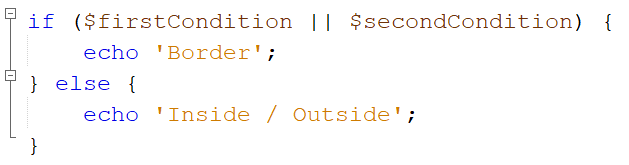 if ($firstCondition || $secondCondition) {
    echo 'Border';
} else {
    echo 'Inside / Outside';
}